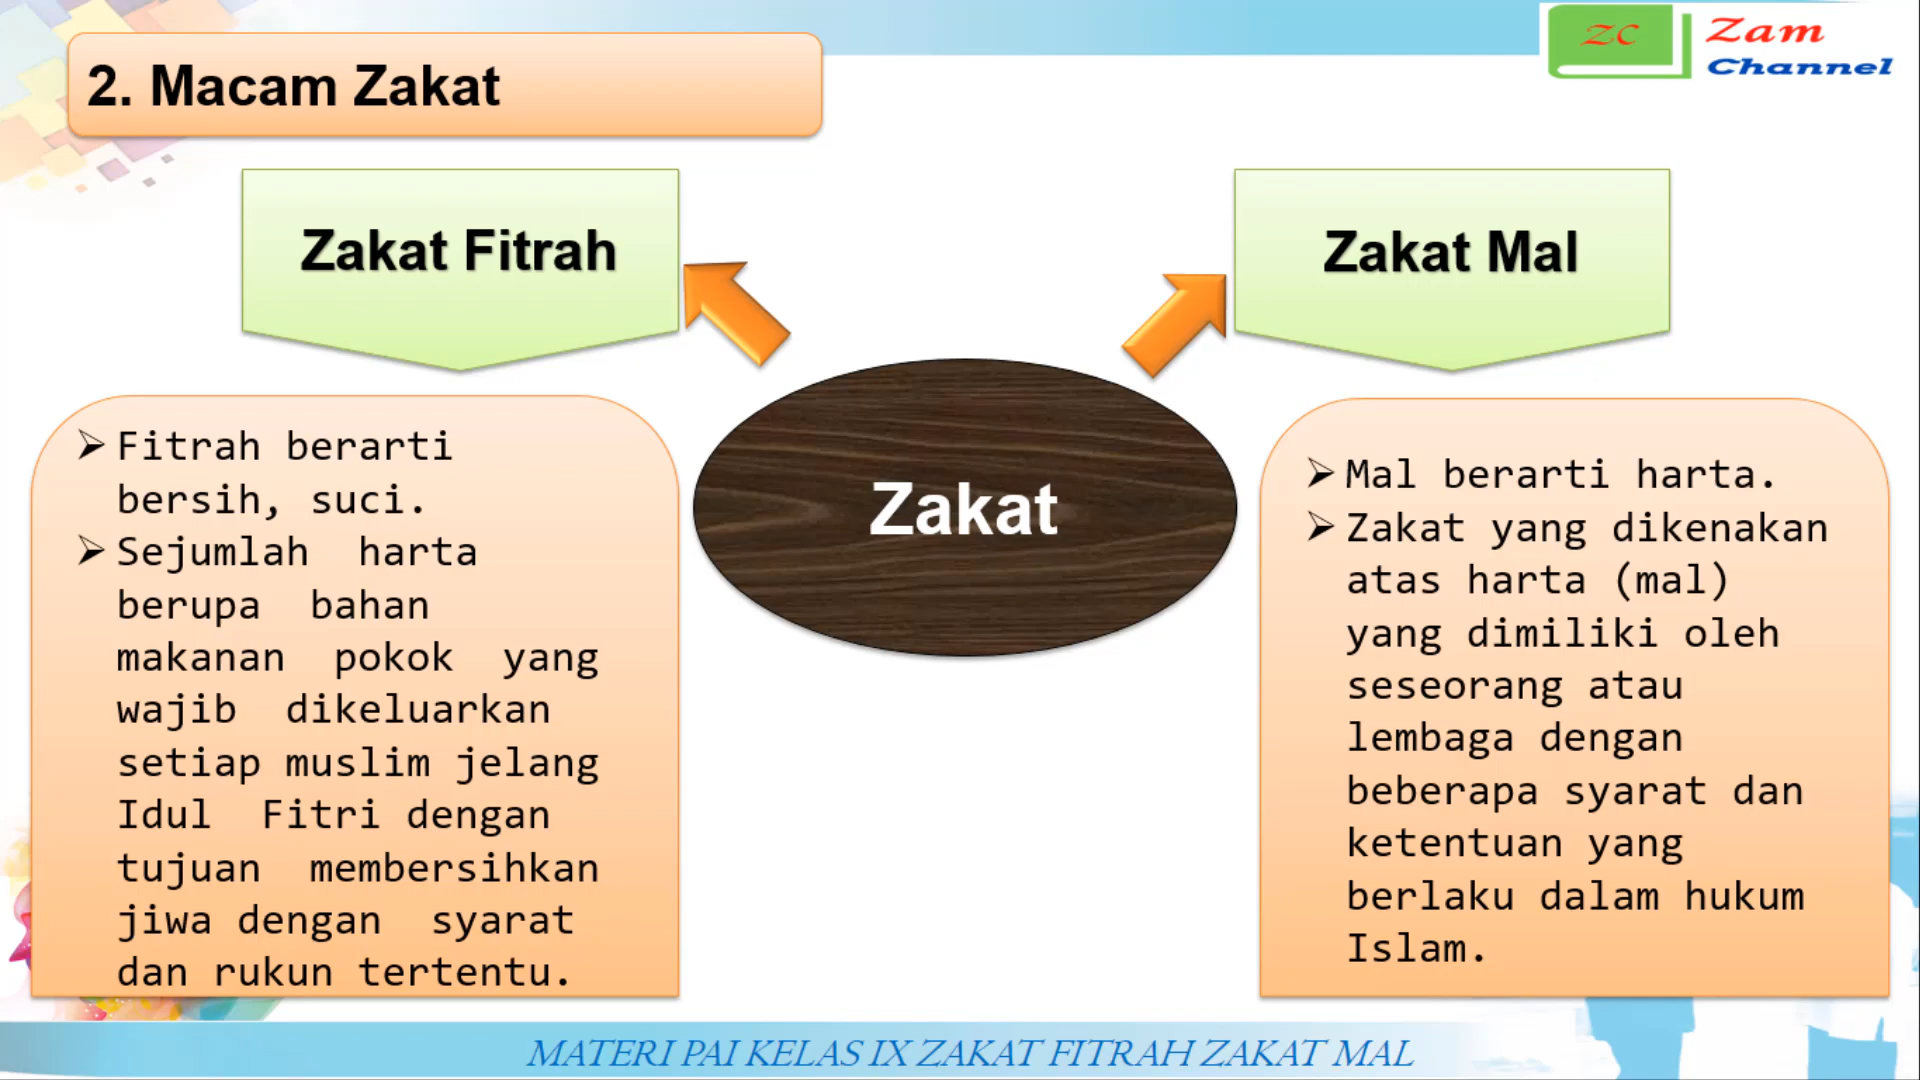 2. Macam Zakat
ZC
Zam
Channel
Zakat Fitrah
Zakat Mal
Zakat
Fitrah berarti
bersih, suci.
Sejumlah harta
berupa bahan
makanan pokok yang
wajib dikeluarkan
setiap muslim jelang
Idul Fitri dengan
tujuan membersihkan
jiwa dengan syarat
dan rukun tertentu.
Mal berarti harta.
Zakat yang dikenakan
atas harta (mal)
yang dimiliki oleh
seseorang atau
lembaga dengan
beberapa syarat dan
ketentuan yang
berlaku dalam hukum
Islam.
MATERI PAI KELAS IX ZAKAT FITRAH ZAKAT MAL